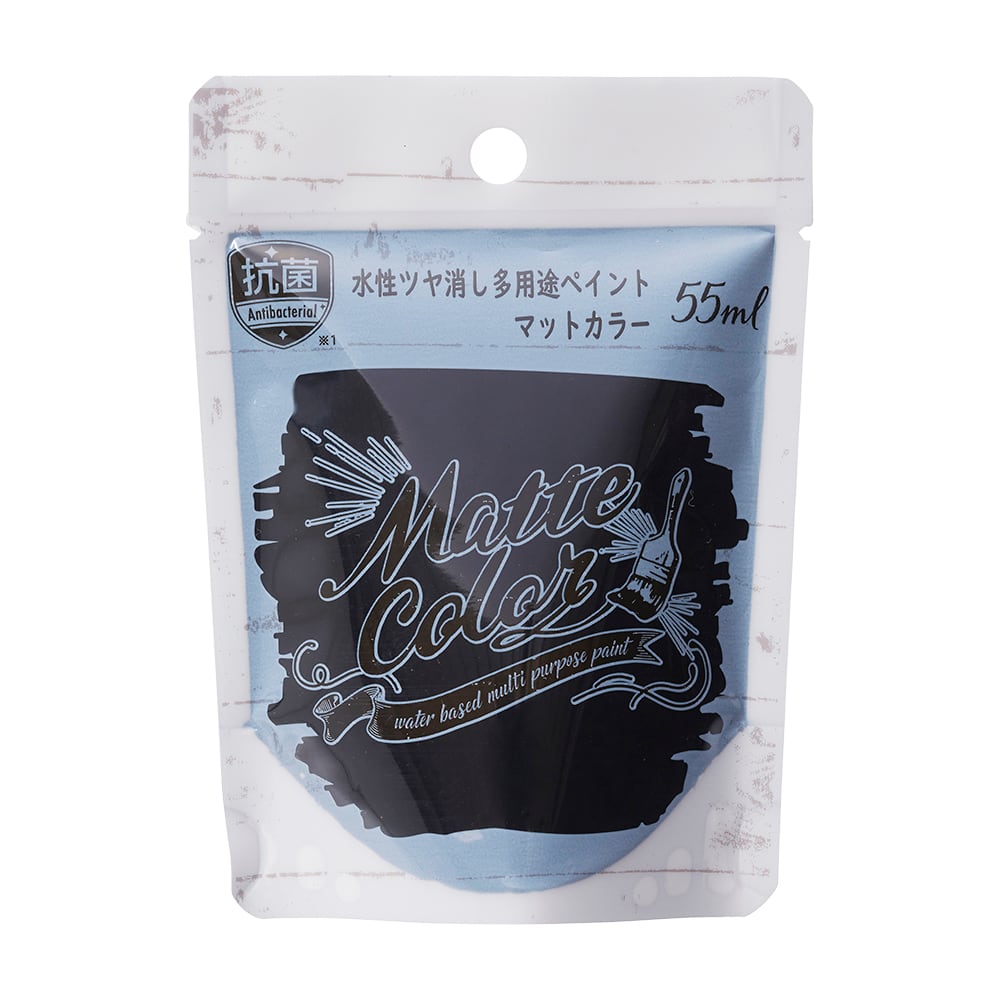 抗菌
Antibacterial
※1
水性ツヤ消し多用途ペイント
マットカラー
55ml
Matte
Color
water based multi purpose paint